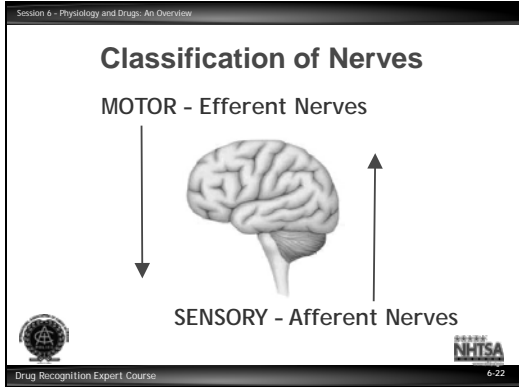 Session 6 - Physiology and Drugs: An Overview
Classification of Nerves
MOTOR - Efferent Nerves
SENSORY - Afferent Nerves
NHTSA
Drug Recognition Expert Course
6-22